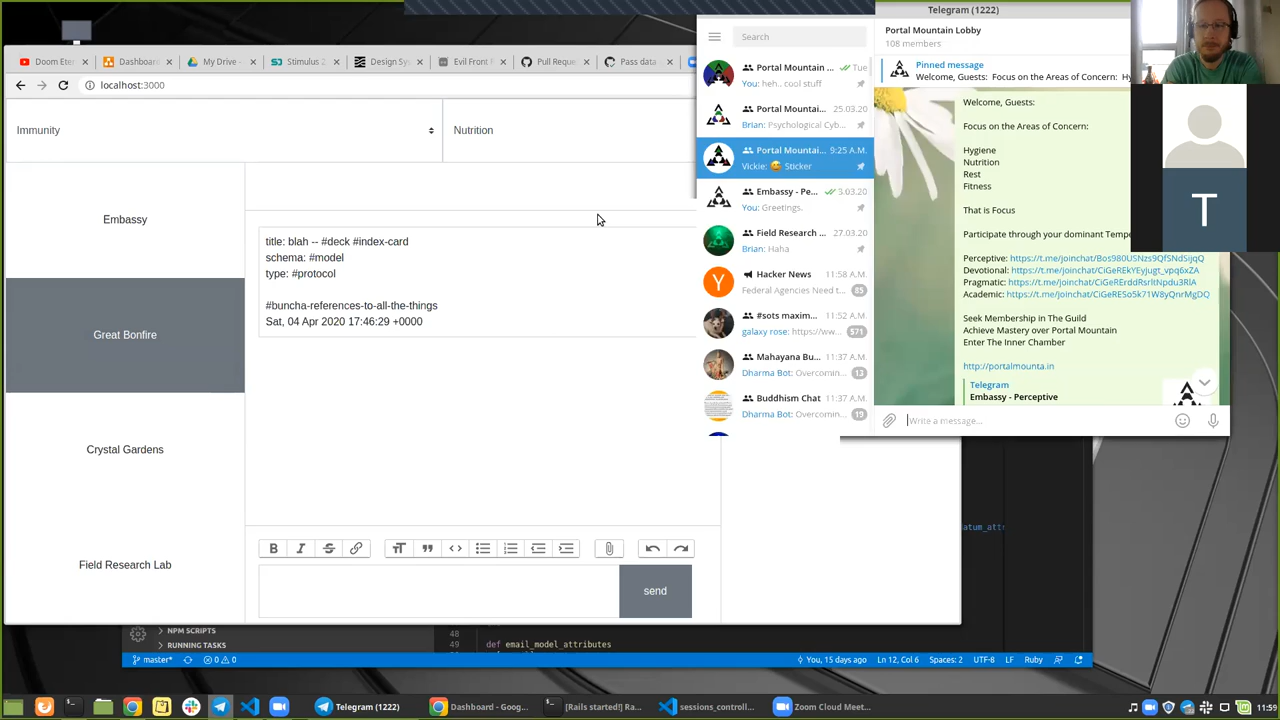 Telegram (1222)
Search
Portal Mountain Lobby
108 members
Pinned message
Welcome, Guests: Focus on the Areas of Concern: Hy
Portal Mountain ... Tue
You: heh.. cool stuff
Portal Mountai... 25.03.20
Brian: Psychological Cyb...
Portal Mountai... 9:25 A.M.
Vickie: 😅 Sticker
Embassy - Pe... 3.03.20
You: Greetings.
Field Research ... 27.03.20
Brian: Haha
Hacker News 11:58 A.M.
Federal Agencies Need t... 85
#sots maxim... 11:52 A.M.
galaxy rose: https://ww... 571
Mahayana Bu... 11:37 A.M.
Dharma Bot: Overcomin... 13
Buddhism Chat 11:37 A.M.
Dharma Bot: Overcomin... 19
Welcome, Guests:
Focus on the Areas of Concern:
Hygiene
Nutrition
Rest
Fitness
That is Focus
Participate through your dominant Tempe
Perceptive: https://t.me/joinchat/Bos980USNzs9QfSNdSijqQ
Devotional: https://t.me/joinchat/CiGeREkYEyjugt_vpq6xZA
Pragmatic: https://t.me/joinchat/CiGeRErddRsrltNpdu3RlA
Academic: https://t.me/joinchat/CiGeRESo5k71W8yQnrMgDQ
Seek Membership in The Guild
Achieve Mastery over Portal Mountain
Enter The Inner Chamber
http://portalmounta.in
Telegram
Embassy - Perceptive
Write a message...
T
Doom Ete
Dashboar
My Drive -
Stimulus 2
Design Sys
Evil Front
Pull Reque
Pass data
localhost:3000
Immunity
Nutrition
Embassy
Great Bonfire
Crystal Gardens
Field Research Lab
title: blah -- #deck #index-card
schema: #model
type: #protocol
#buncha-references-to-all-the-things
Sat, 04 Apr 2020 17:46:29 +0000
B I S
send
datum_attr
NPM SCRIPTS
RUNNING TASKS
48
49 def email_model_attributes
master* 0 0
You, 15 days ago Ln 12, Col 6 Spaces: 2 UTF-8 LF Ruby
Telegram (1222)
Dashboard - Goog...
[Rails started!] Ra...
sessions_controll...
Zoom Cloud Meet...
11:59